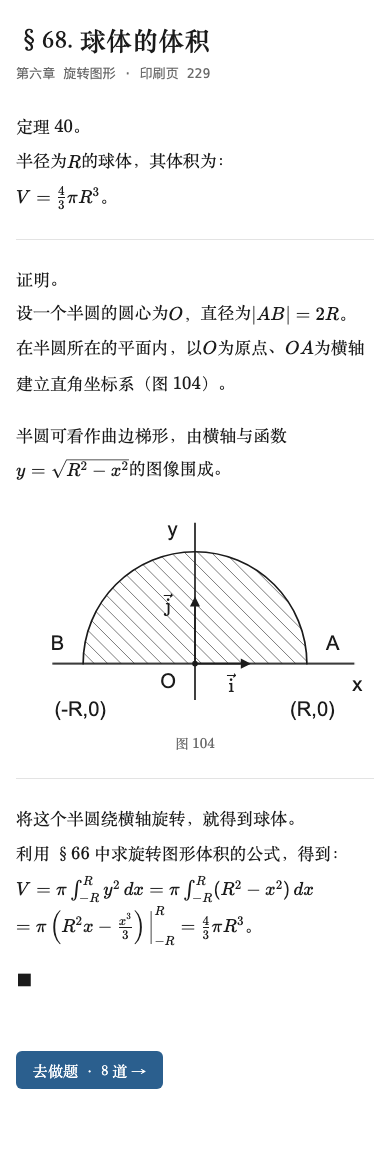 § 68. 球体的体积
第六章 旋转图形 · 印刷页 229
定理 40。
半径为R的球体，其体积为：
V = 4/3 πR³。
证明。
设一个半圆的圆心为O，直径为|AB| = 2R。
在半圆所在的平面内，以O为原点、OA为横轴
建立直角坐标系（图 104）。
半圆可看作曲边梯形，由横轴与函数
y = √(R² − x²)的图像围成。
y
j⃗
B
A
O
i⃗
x
(-R,0)
(R,0)
图 104
将这个半圆绕横轴旋转，就得到球体。
利用 § 66 中求旋转图形体积的公式，得到：
V = π ∫_{−R}^{R} y² dx = π ∫_{−R}^{R} (R² − x²) dx
= π (R²x − x³/3) |_{−R}^{R} = 4/3 πR³。
■
去做题 · 8 道 →